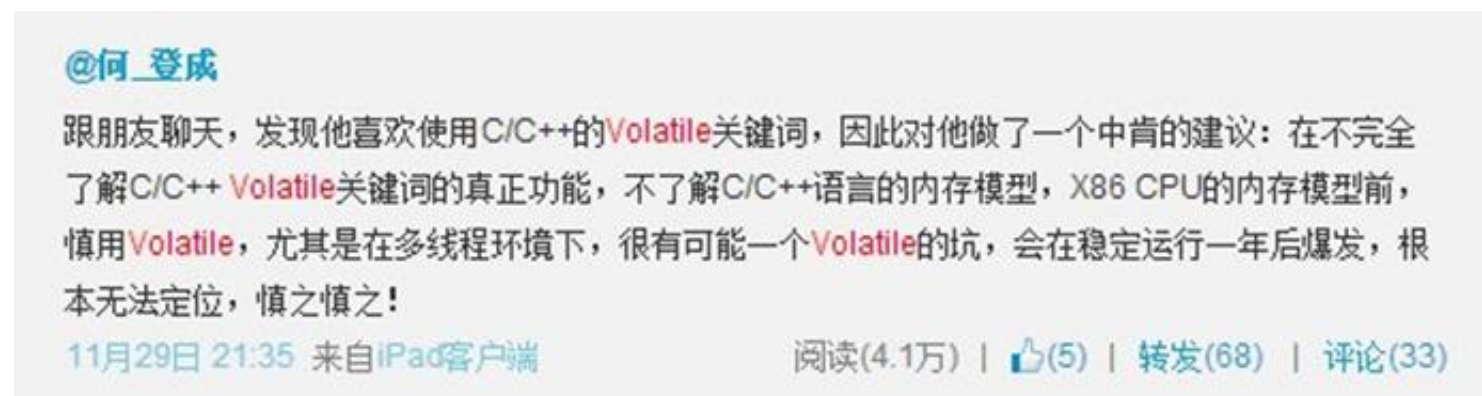 @何_登成
跟朋友聊天，发现他喜欢使用C/C++的Volatile关键词，因此对他做了一个中肯的建议：在不完全
了解C/C++ Volatile关键词的真正功能，不了解C/C++语言的内存模型，X86 CPU的内存模型前，
慎用Volatile，尤其是在多线程环境下，很有可能一个Volatile的坑，会在稳定运行一年后爆发，根
本无法定位，慎之慎之！
11月29日 21:35 来自iPad客户端 阅读(4.1万) | (5) | 转发(68) | 评论(33)